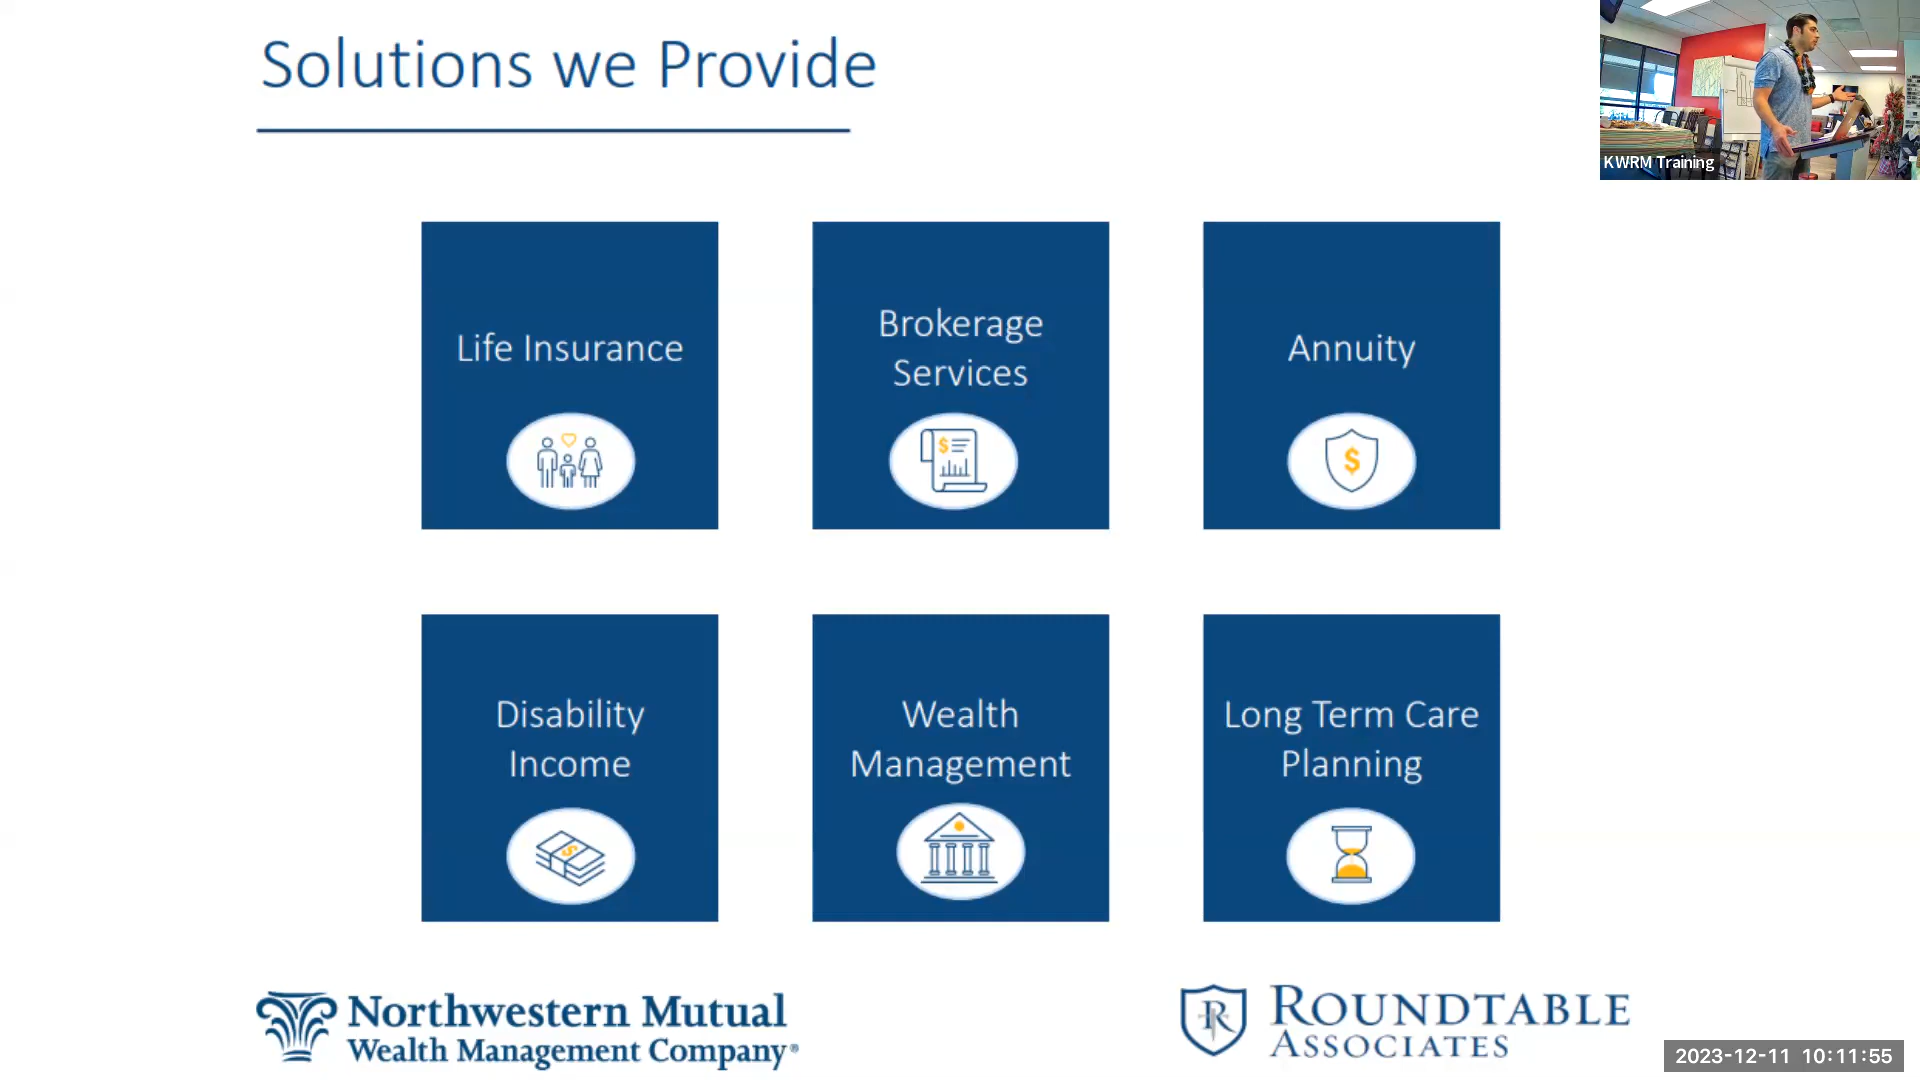 Solutions we Provide
KWRM Training
Life Insurance
Brokerage
Services
$
Annuity
$
Disability
Income
$
Wealth
Management
Long Term Care
Planning
Northwestern Mutual
Wealth Management Company®
R
ROUNDTABLE
ASSOCIATES
2023-12-11 10:11:55